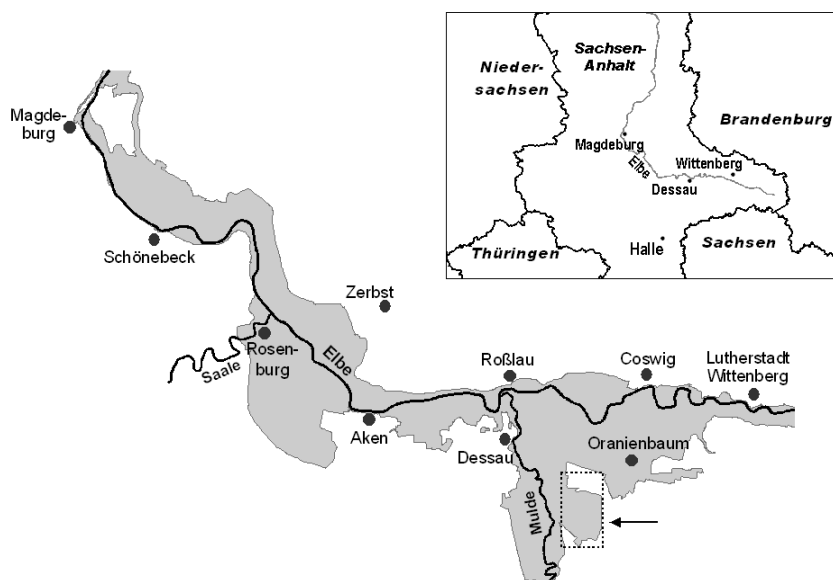 Magde-
burg
Schönebeck
Zerbst
Saale
Rosen-
burg
Elbe
Aken
Roßlau
Dessau
Mulde
Coswig
Oranienbaum
Lutherstadt
Wittenberg
Nieder-
sachsen
Sachsen-
Anhalt
Brandenburg
Magdeburg
Elbe
Wittenberg
Dessau
Halle
Thüringen
Sachsen